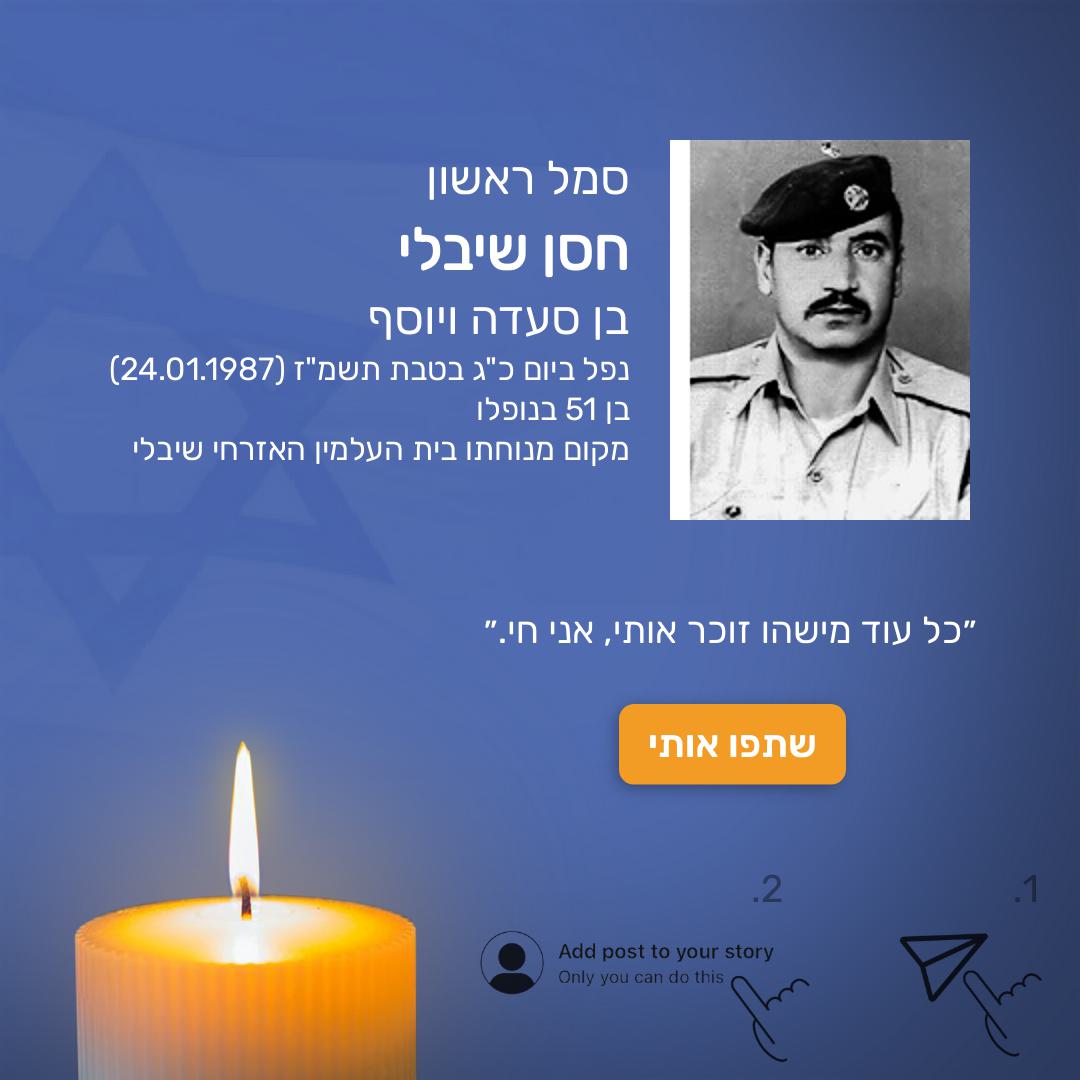 סמל ראשון
חסן שיבלי
בן סעדה ויוסף
נפל ביום כ"ג בטבת תשמ"ז (24.01.1987)
בן 51 בנופלו
מקום מנוחתו בית העלמין האזרחי שיבלי
״כל עוד מישהו זוכר אותי, אני חי.״
שתפו אותי
1.
2.
Add post to your story
Only you can do this